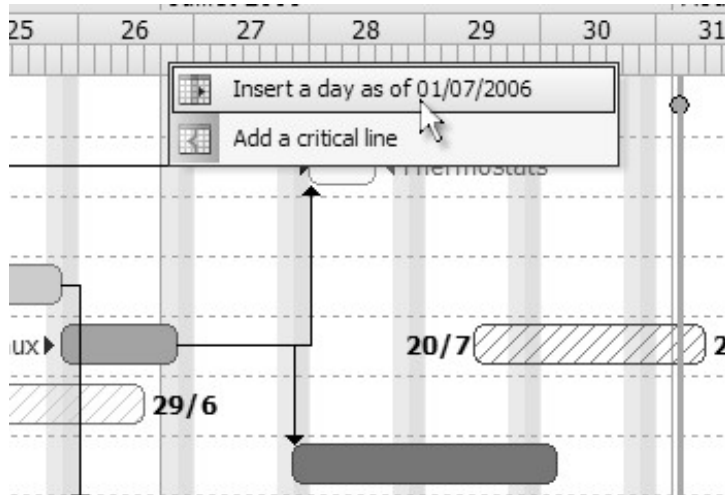 25 26 27 28 29 30 31
Insert a day as of 01/07/2006
Add a critical line
Thermostats
ux 20/7 2
29/6